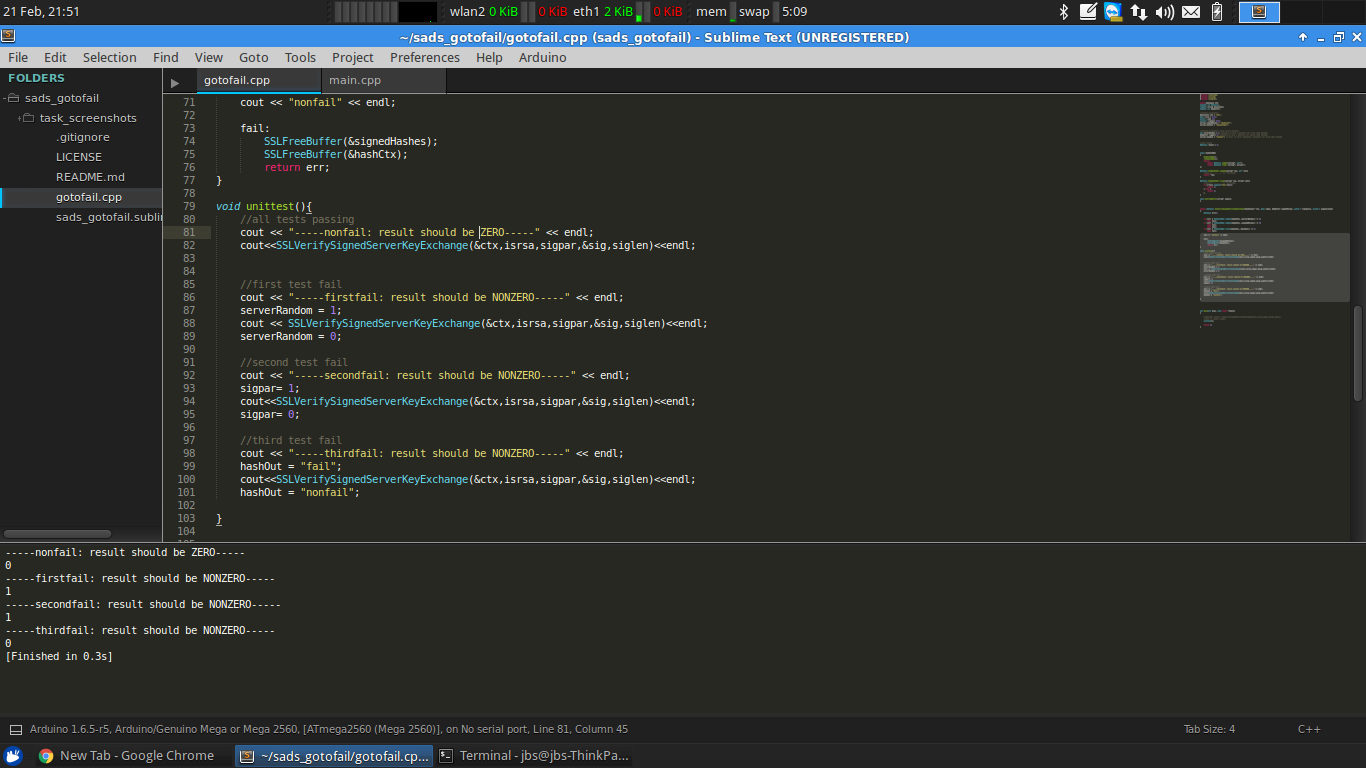 21 Feb, 21:51
wlan2 0 KiB 0 KiB eth1 2 KiB 0 KiB mem swap 5:09
~/sads_gotofail/gotofail.cpp (sads_gotofail) - Sublime Text (UNREGISTERED)
File Edit Selection Find View Goto Tools Project Preferences Help Arduino
FOLDERS
sads_gotofail
task_screenshots
.gitignore
LICENSE
README.md
gotofail.cpp
sads_gotofail.subli
gotofail.cpp main.cpp
71 cout << "nonfail" << endl;
72
73 fail:
74 SSLFreeBuffer(&signedHashes);
75 SSLFreeBuffer(&hashCtx);
76 return err;
77 }
78
79 void unittest(){
80 //all tests passing
81 cout << "-----nonfail: result should be ZERO-----" << endl;
82 cout<<SSLVerifySignedServerKeyExchange(&ctx,isrsa,sigpar,&sig,siglen)<<endl;
83
84
85 //first test fail
86 cout << "-----firstfail: result should be NONZERO-----" << endl;
87 serverRandom = 1;
88 cout << SSLVerifySignedServerKeyExchange(&ctx,isrsa,sigpar,&sig,siglen)<<endl;
89 serverRandom = 0;
90
91 //second test fail
92 cout << "-----secondfail: result should be NONZERO-----" << endl;
93 sigpar= 1;
94 cout<<SSLVerifySignedServerKeyExchange(&ctx,isrsa,sigpar,&sig,siglen)<<endl;
95 sigpar= 0;
96
97 //third test fail
98 cout << "-----thirdfail: result should be NONZERO-----" << endl;
99 hashOut = "fail";
100 cout<<SSLVerifySignedServerKeyExchange(&ctx,isrsa,sigpar,&sig,siglen)<<endl;
101 hashOut = "nonfail";
102
103 }
104
-----nonfail: result should be ZERO-----
0
-----firstfail: result should be NONZERO-----
1
-----secondfail: result should be NONZERO-----
1
-----thirdfail: result should be NONZERO-----
0
[Finished in 0.3s]
Arduino 1.6.5-r5, Arduino/Genuino Mega or Mega 2560, [ATmega2560 (Mega 2560)], on No serial port, Line 81, Column 45 Tab Size: 4 C++
New Tab - Google Chrome ~/sads_gotofail/gotofail.cp... Terminal - jbs@jbs-ThinkPa...